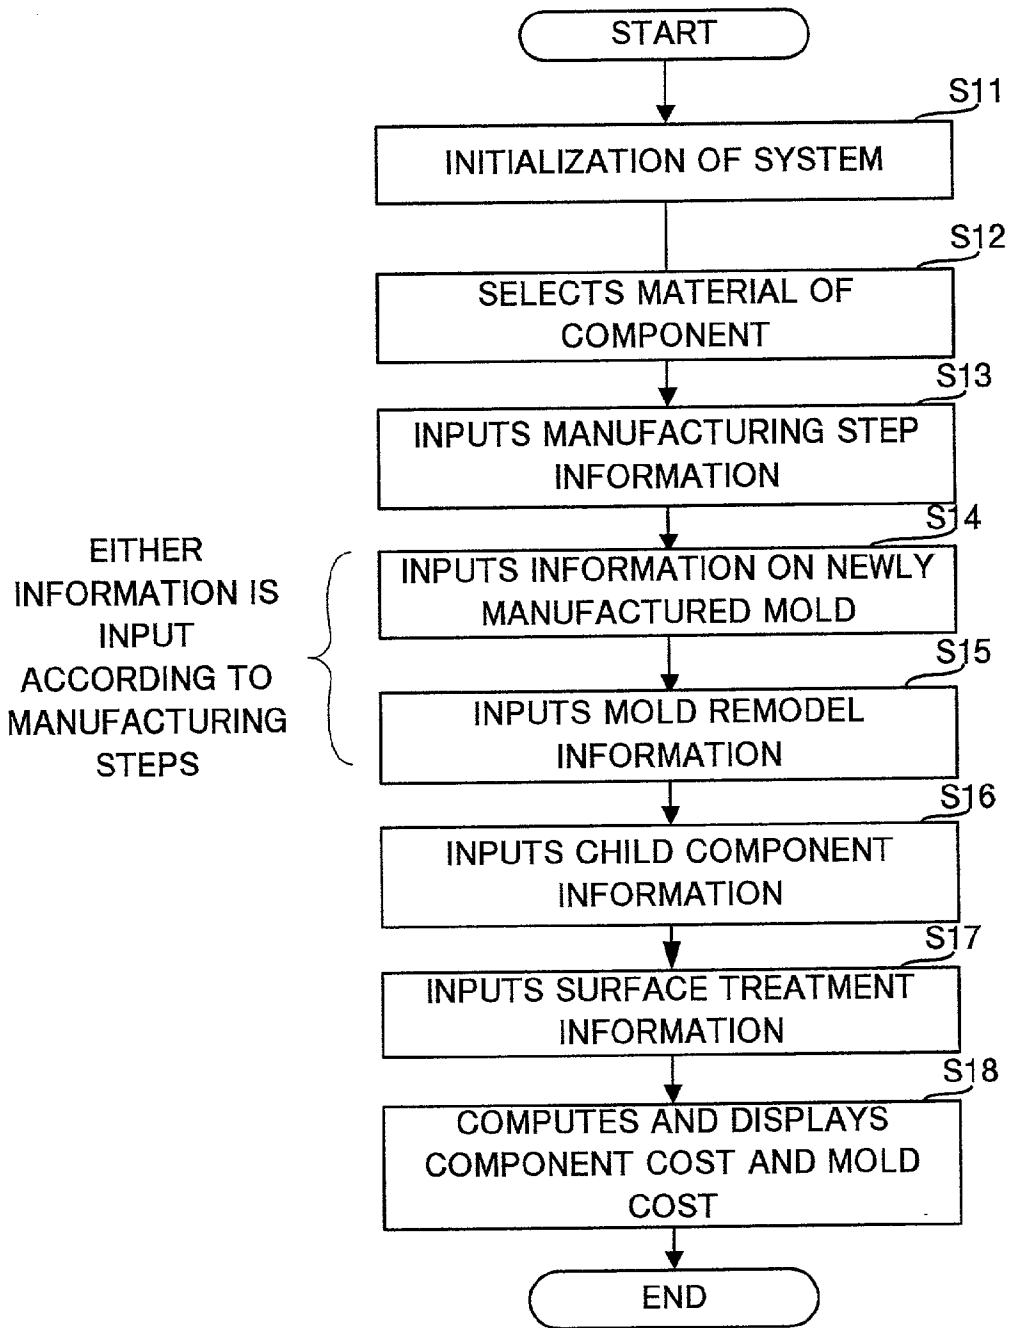 START
S11
INITIALIZATION OF SYSTEM
S12
SELECTS MATERIAL OF
COMPONENT
S13
INPUTS MANUFACTURING STEP
INFORMATION
S14
INPUTS INFORMATION ON NEWLY
MANUFACTURED MOLD
EITHER
INFORMATION IS
INPUT
ACCORDING TO
MANUFACTURING
STEPS
S15
INPUTS MOLD REMODEL
INFORMATION
S16
INPUTS CHILD COMPONENT
INFORMATION
S17
INPUTS SURFACE TREATMENT
INFORMATION
S18
COMPUTES AND DISPLAYS
COMPONENT COST AND MOLD
COST
END